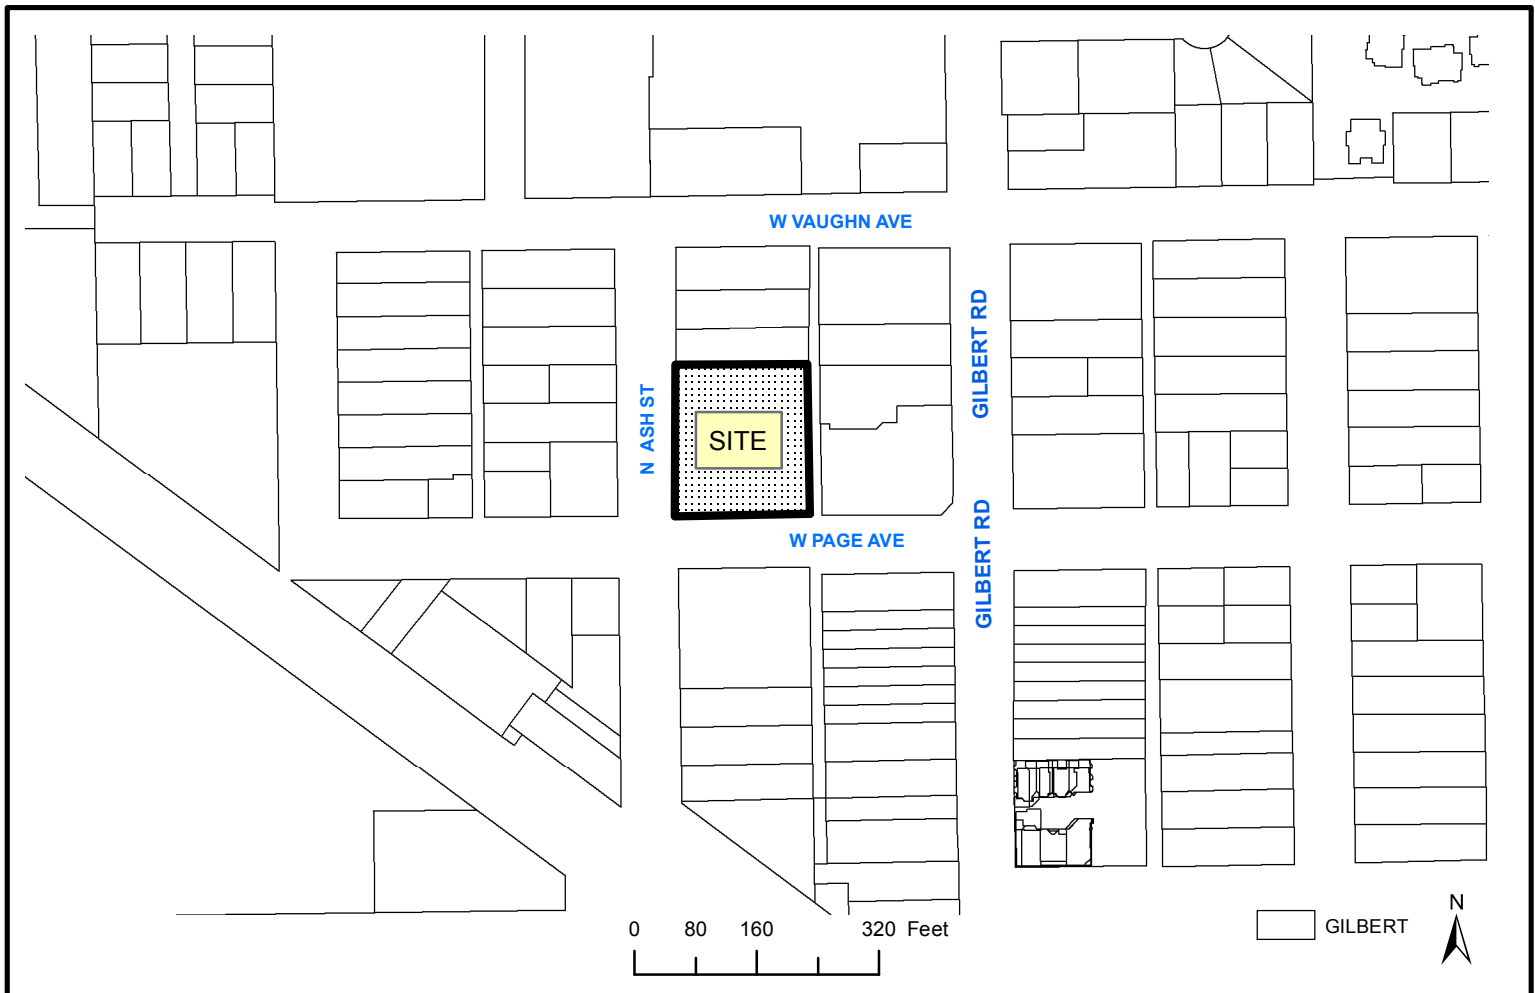 W VAUGHN AVE
GILBERT RD
N ASH ST
SITE
W PAGE AVE
GILBERT RD
N
0 80 160 320 Feet
GILBERT